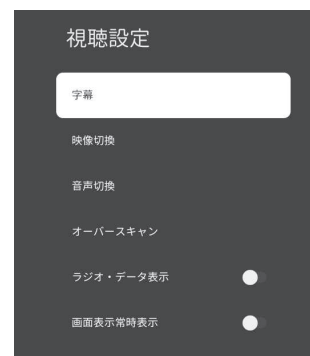 視聴設定
字幕
映像切換
音声切換
オーバースキャン
ラジオ・データ表示
画面表示常時表示